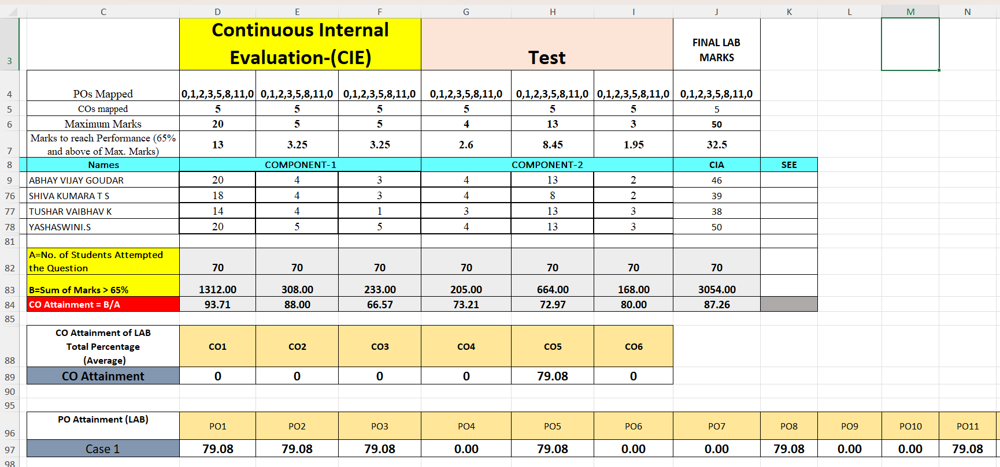 C D E F G H I J K L M N
Continuous Internal
Evaluation-(CIE)
Test
FINAL LAB
MARKS
3
4 POs Mapped 0,1,2,3,5,8,11,0 0,1,2,3,5,8,11,0 0,1,2,3,5,8,11,0 0,1,2,3,5,8,11,0 0,1,2,3,5,8,11,0 0,1,2,3,5,8,11,0 0,1,2,3,5,8,11,0
5 COs mapped 5 5 5 5 5 5 5
6 Maximum Marks 20 5 5 4 13 3 50
Marks to reach Performance (65%
7 and above of Max. Marks) 13 3.25 3.25 2.6 8.45 1.95 32.5
8 Names COMPONENT-1 COMPONENT-2 CIA SEE
9 ABHAY VIJAY GOUDAR 20 4 3 4 13 2 46
76 SHIVA KUMARA T S 18 4 3 4 8 2 39
77 TUSHAR VAIBHAV K 14 4 1 3 13 3 38
78 YASHASWINI.S 20 5 5 4 13 3 50
81
A=No. of Students Attempted
82 the Question 70 70 70 70 70 70 70
83 B=Sum of Marks > 65% 1312.00 308.00 233.00 205.00 664.00 168.00 3054.00
84 CO Attainment = B/A 93.71 88.00 66.57 73.21 72.97 80.00 87.26
85
CO Attainment of LAB
Total Percentage CO1 CO2 CO3 CO4 CO5 CO6
88 (Average)
89 CO Attainment 0 0 0 0 79.08 0
90
95
PO Attainment (LAB)
96 PO1 PO2 PO3 PO4 PO5 PO6 PO7 PO8 PO9 PO10 PO11
97 Case 1 79.08 79.08 79.08 0.00 79.08 0.00 0.00 79.08 0.00 0.00 79.08
98